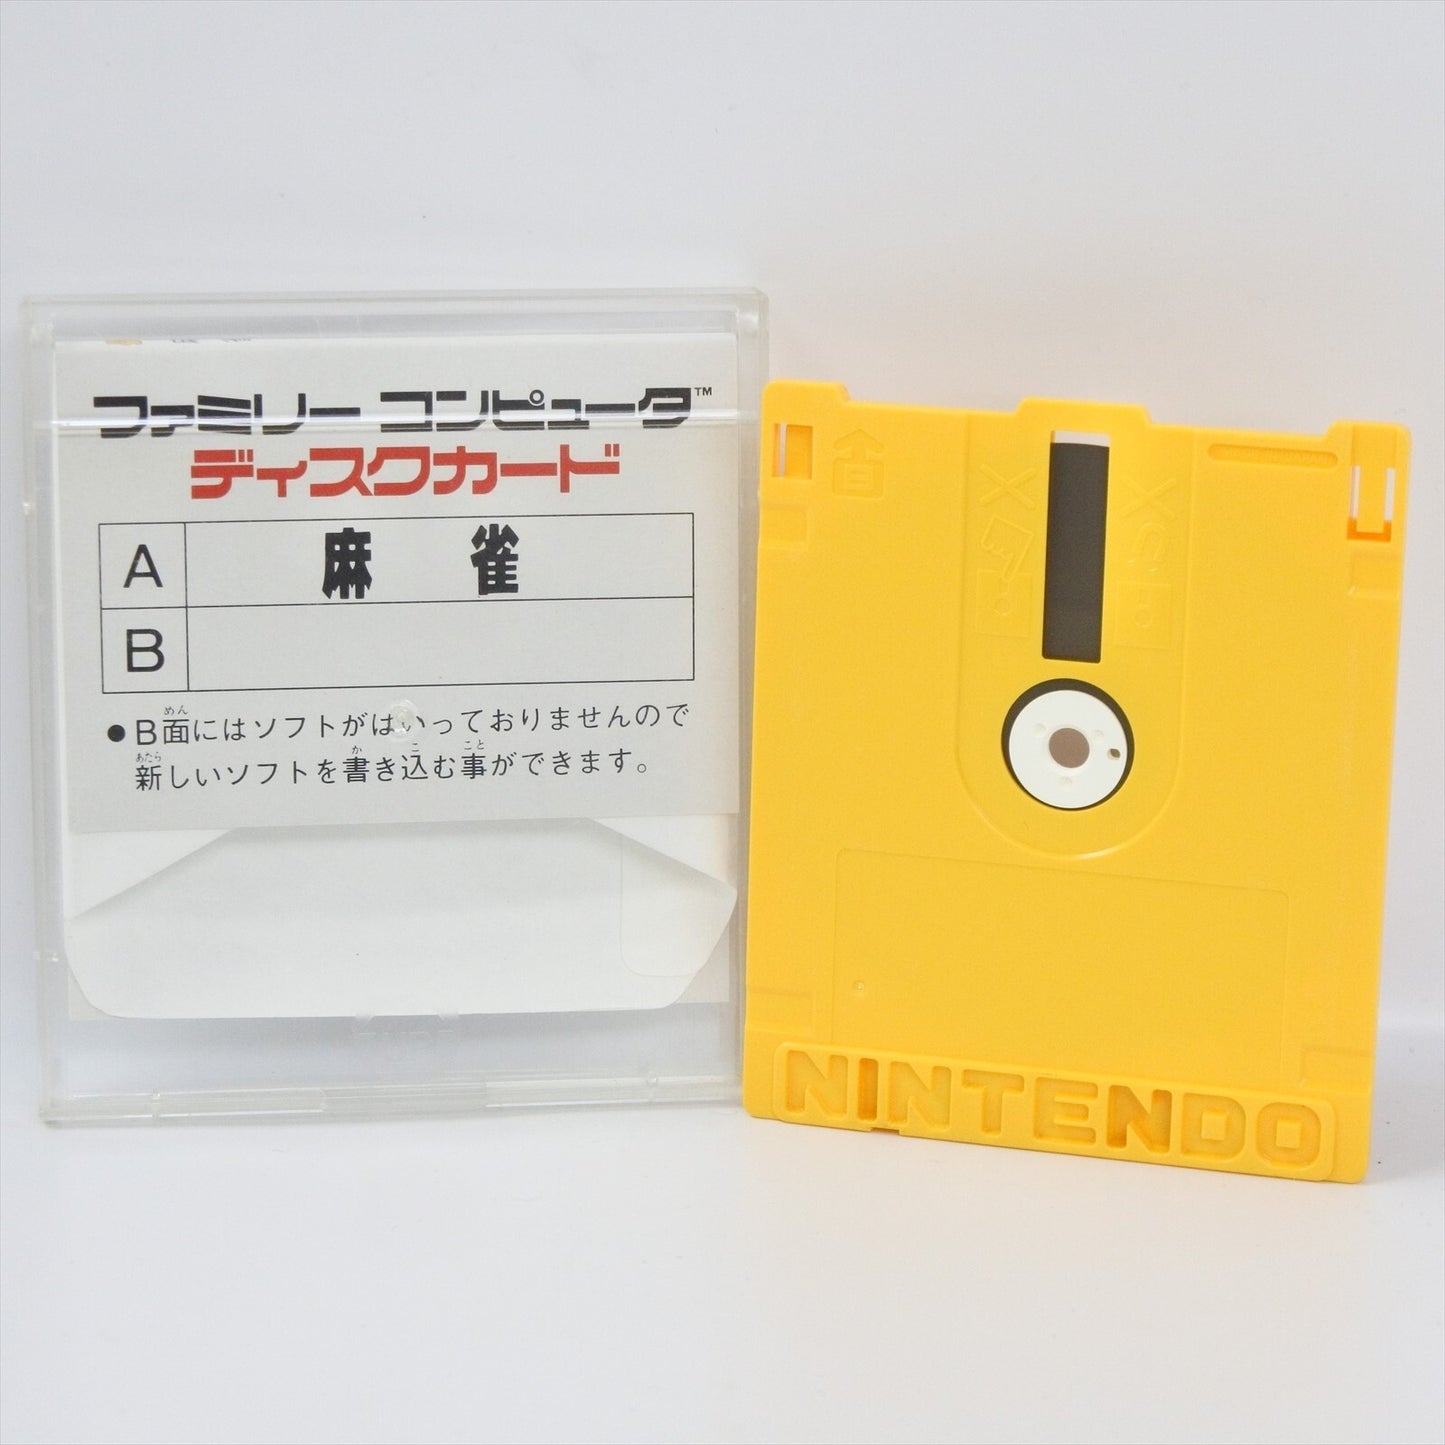 ファミリー コンピュータ™
ディスクカード
A 麻雀
B
●B面にはソフトがはいっておりませんので
新しいソフトを書き込む事ができます。
NINTENDO